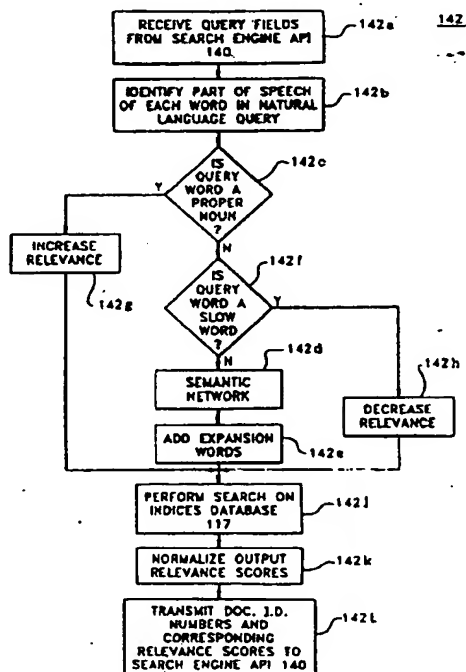 142
RECEIVE QUERY FIELDS
FROM SEARCH ENGINE API
140
142a
IDENTIFY PART OF SPEECH
OF EACH WORD IN NATURAL
LANGUAGE QUERY
142b
IS
QUERY
WORD A
PROPER
NOUN
?
142c
Y
N
INCREASE
RELEVANCE
142g
IS
QUERY
WORD A
SLOW
WORD
?
142f
Y
N
SEMANTIC
NETWORK
142d
DECREASE
RELEVANCE
142h
ADD EXPANSION
WORDS
142e
PERFORM SEARCH ON
INDICES DATABASE
117
142j
NORMALIZE OUTPUT
RELEVANCE SCORES
142k
TRANSMIT DOC. I.D.
NUMBERS AND
CORRESPONDING
RELEVANCE SCORES TO
SEARCH ENGINE API 140
142l